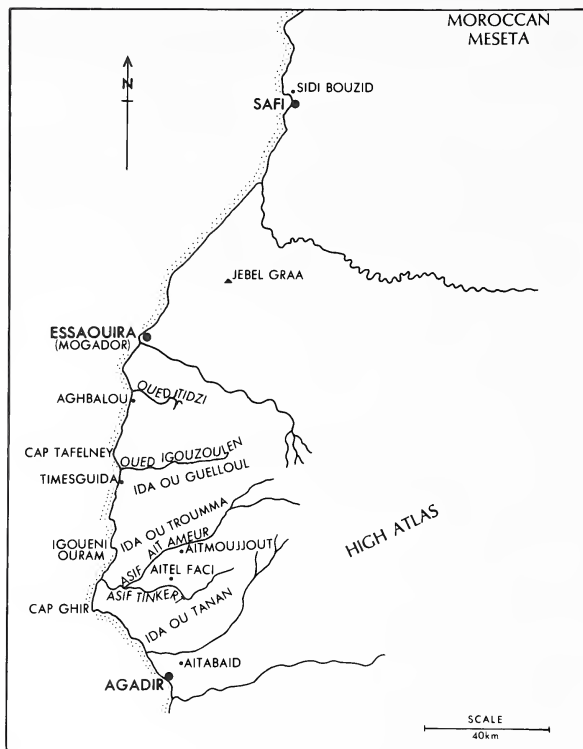 MOROCCAN
MESETA
N
SIDI BOUZID
SAFI
JEBEL GRAA
ESSAOUIRA
(MOGADOR)
OUED ITIDZI
AGHBALOU
CAP TAFELNEY
OUED IGOUZOULEN
TIMESGUIDA
IDA OU GUELLOUL
IDA OU TROUMMA
IGOUENI
OURAM
ASIF AIT AMEUR
AITMOUJJOUT
HIGH ATLAS
AITEL FACI
ASIF TINKERT
CAP GHIR
IDA OU TANAN
AITABAID
AGADIR
SCALE
40km